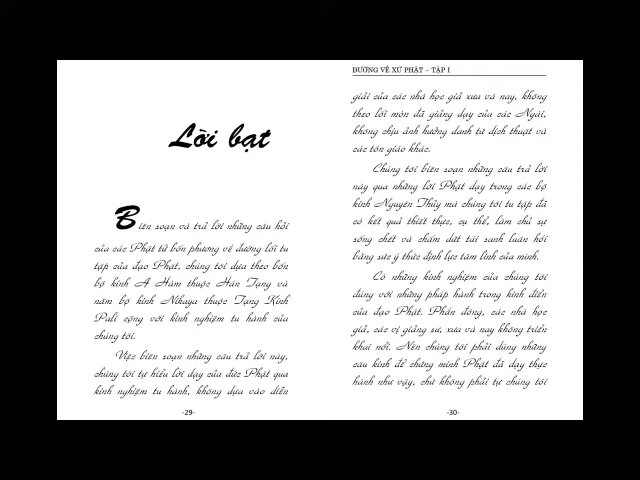 Lời bạt
Biên soạn và trả lời những câu hỏi
của các Phật tử bốn phương về đường lối tu
tập của đạo Phật, chúng tôi dựa theo bốn
bộ kinh A Hàm thuộc Hán Tạng và
năm bộ kinh Nikaya thuộc Tạng Kinh
Pali cộng với kinh nghiệm tu hành của
chúng tôi.
Việc biên soạn những câu trả lời này,
chúng tôi tự hiểu lời dạy của đức Phật qua
kinh nghiệm tu hành, không dựa vào diễn
-29-
ĐƯỜNG VỀ XỨ PHẬT – TẬP I
giải của các nhà học giả xưa và nay, không
theo lối mòn đã giảng dạy của các Ngài,
không chịu ảnh hưởng danh từ dịch thuật và
các tôn giáo khác.
Chúng tôi biên soạn những câu trả lời
này qua những lời Phật dạy trong các bộ
kinh Nguyên Thủy mà chúng tôi tu tập đã
có kết quả thiết thực, cụ thể, làm chủ sự
sống chết và chấm dứt tái sanh luân hồi
bằng sức ý thức định lực tâm linh của mình.
Có những kinh nghiệm của chúng tôi
đúng với những pháp hành trong kinh điển
của đạo Phật. Phần đông, các nhà học
giả, các vị giảng sư, xưa và nay không triển
khai nổi. Nên chúng tôi phải dùng những
câu kinh để chứng minh Phật đã dạy thực
hành như vậy, chứ không phải tự chúng tôi
-30-